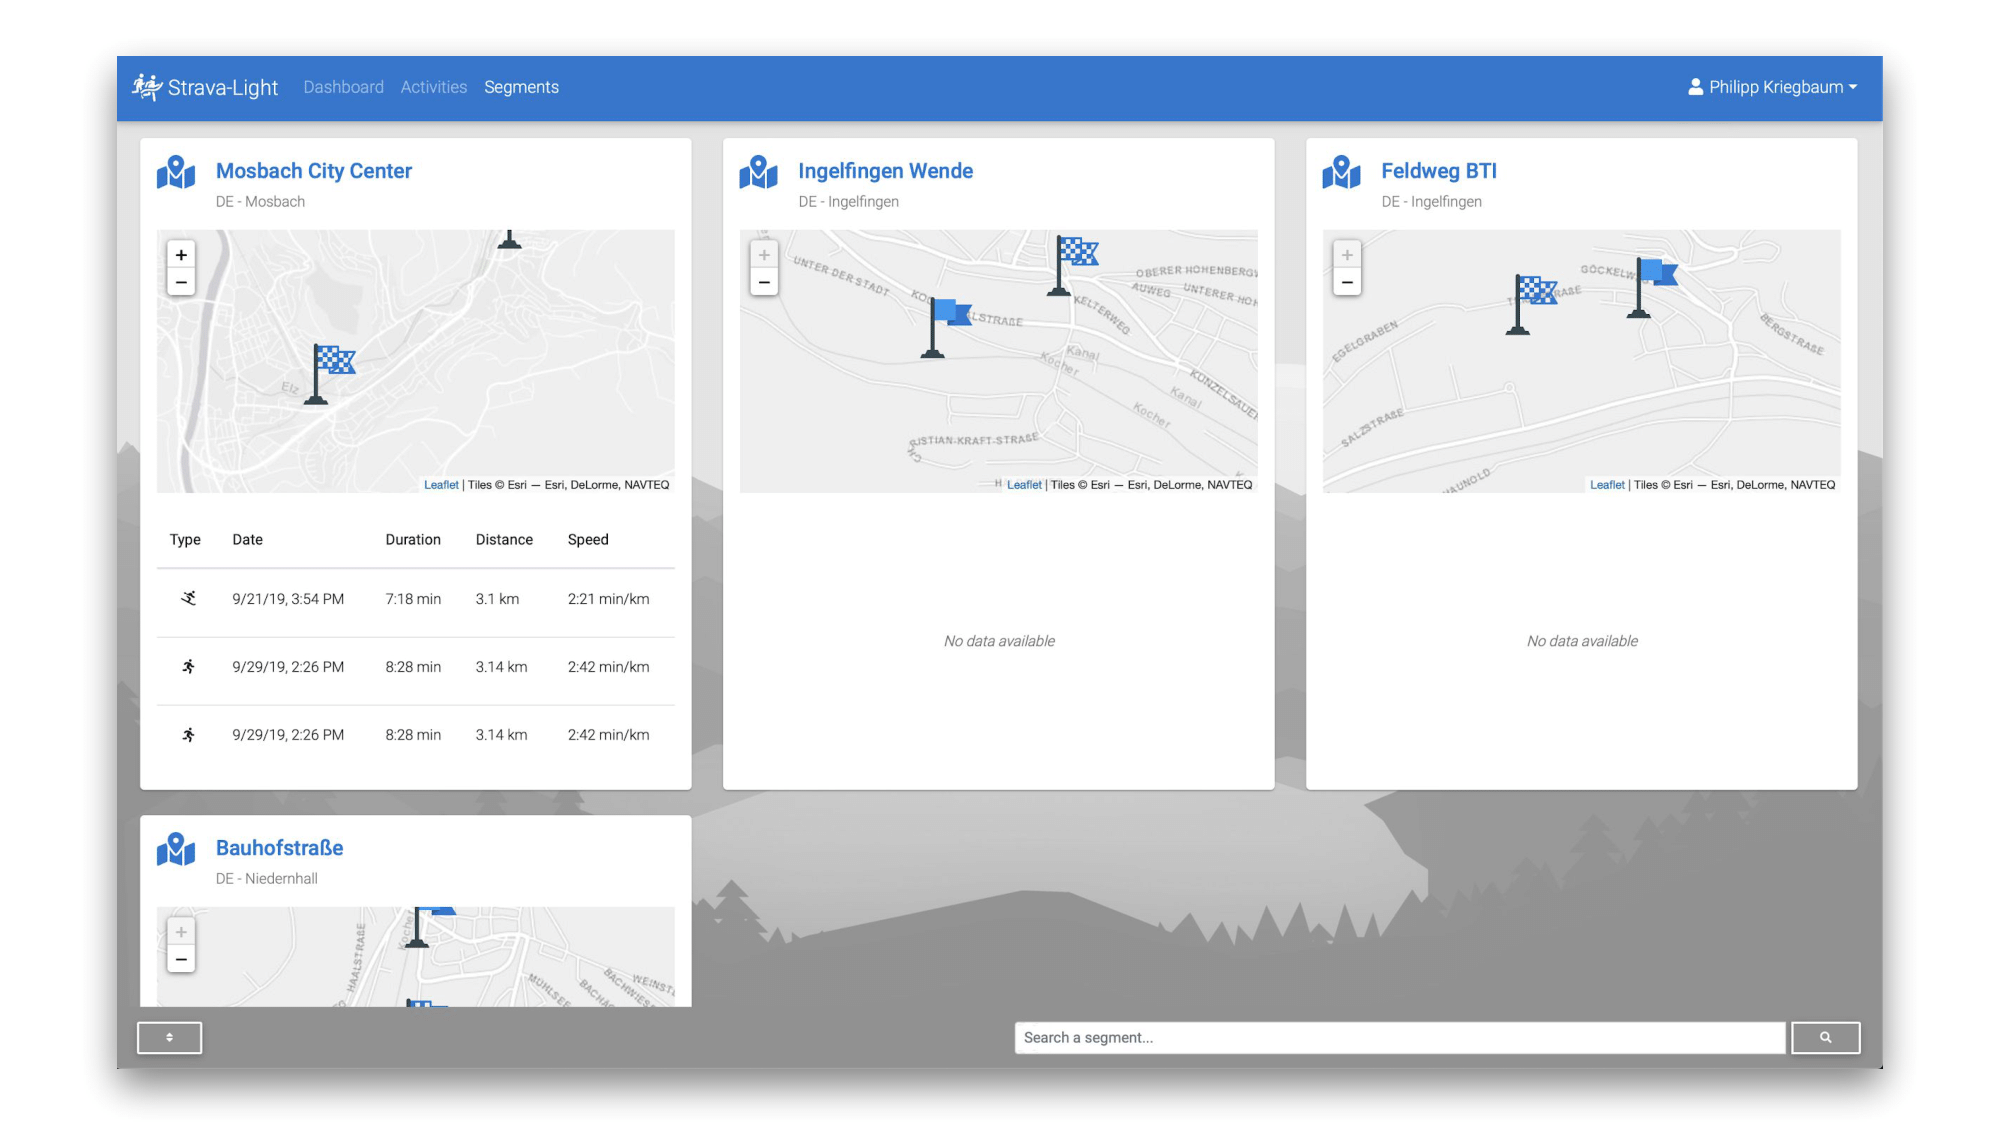 Strava-Light Dashboard Activities Segments Philipp Kriegbaum
Mosbach City Center
DE - Mosbach
+
−
Elz
Leaflet | Tiles © Esri — Esri, DeLorme, NAVTEQ
Type Date Duration Distance Speed
9/21/19, 3:54 PM 7:18 min 3.1 km 2:21 min/km
9/29/19, 2:26 PM 8:28 min 3.14 km 2:42 min/km
9/29/19, 2:26 PM 8:28 min 3.14 km 2:42 min/km
Ingelfingen Wende
DE - Ingelfingen
+
−
UNTER DER STADT
OBERER HOHENBERGW
AUWEG
UNTERER HOH
KELTERWEG
ALSTRAßE
Kanal
Kocher
KÜNZELSAUER
Kanal
Kocher
RISTIAN-KRAFT-STRAßE
Leaflet | Tiles © Esri — Esri, DeLorme, NAVTEQ
No data available
Feldweg BTI
DE - Ingelfingen
+
−
GÖCKELW
RAßE
BERGSTRAßE
EGELGRABEN
SALZSTRAßE
Leaflet | Tiles © Esri — Esri, DeLorme, NAVTEQ
No data available
Bauhofstraße
DE - Niedernhall
+
−
HAALSTRAßE
Kocher
MÜHLSEE
BACHWIES
WEINST
Search a segment...